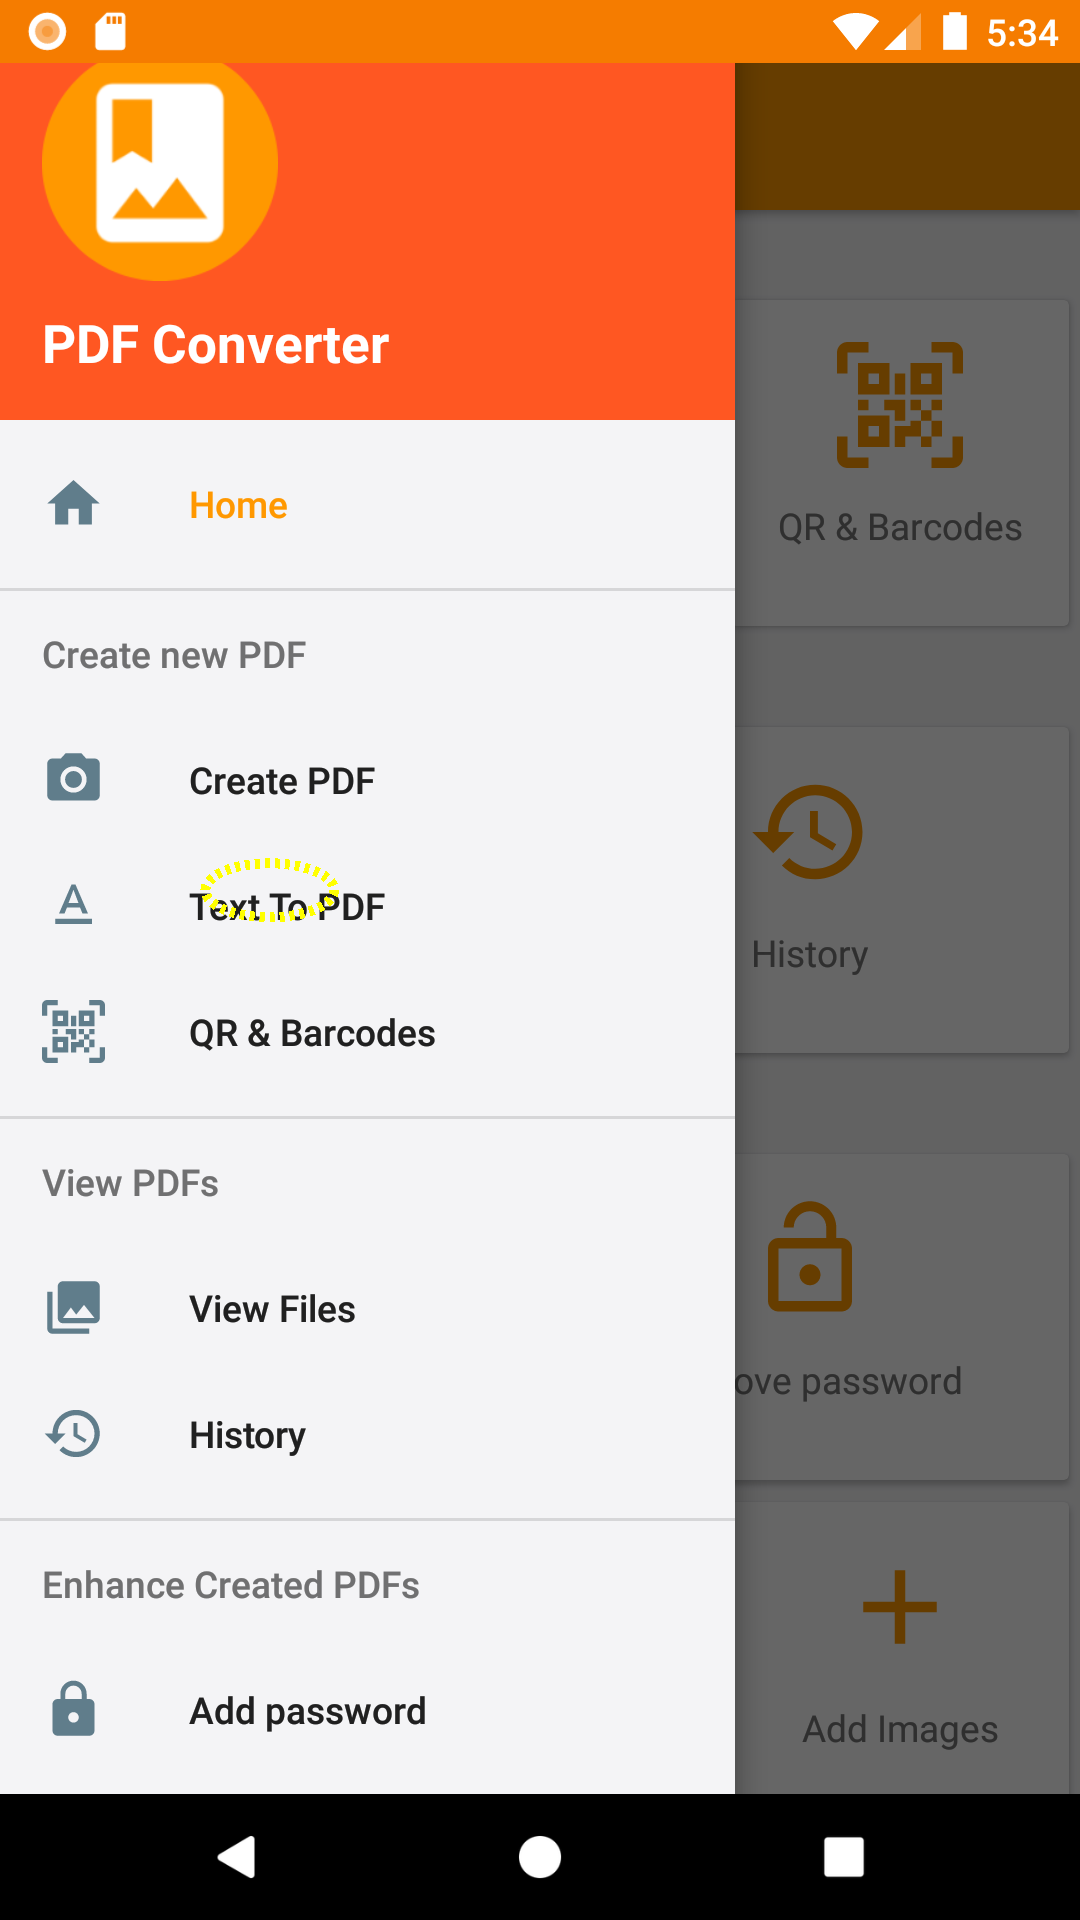 5:34
PDF Converter
Home
QR & Barcodes
Create new PDF
Create PDF
Text To PDF
History
QR & Barcodes
View PDFs
View Files
ove password
History
Enhance Created PDFs
Add password
Add Images